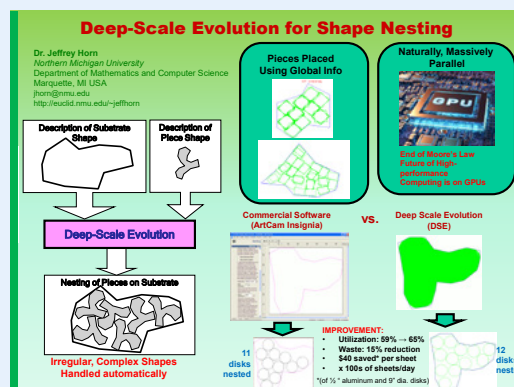 Deep-Scale Evolution for Shape Nesting
Dr. Jeffrey Horn
Northern Michigan University
Department of Mathematics and Computer Science
Marquette, MI USA
jhorn@nmu.edu
http://euclid.nmu.edu/~jeffhorn
Description of Substrate
Shape
Description of
Piece Shape
Deep-Scale Evolution
Nesting of Pieces on Substrate
Irregular, Complex Shapes
Handled automatically
Pieces Placed
Using Global Info
Naturally, Massively
Parallel
GPU
End of Moore's Law
Future of High-
performance
Computing is on GPUs
Commercial Software
(ArtCam Insignia)
vs.
Deep Scale Evolution
(DSE)
11
disks
nested
IMPROVEMENT:
• Utilization: 59% → 65%
• Waste: 15% reduction
• $40 saved* per sheet
• x 100s of sheets/day
*(of ½ " aluminum and 9" dia. disks)
12
disks
nested